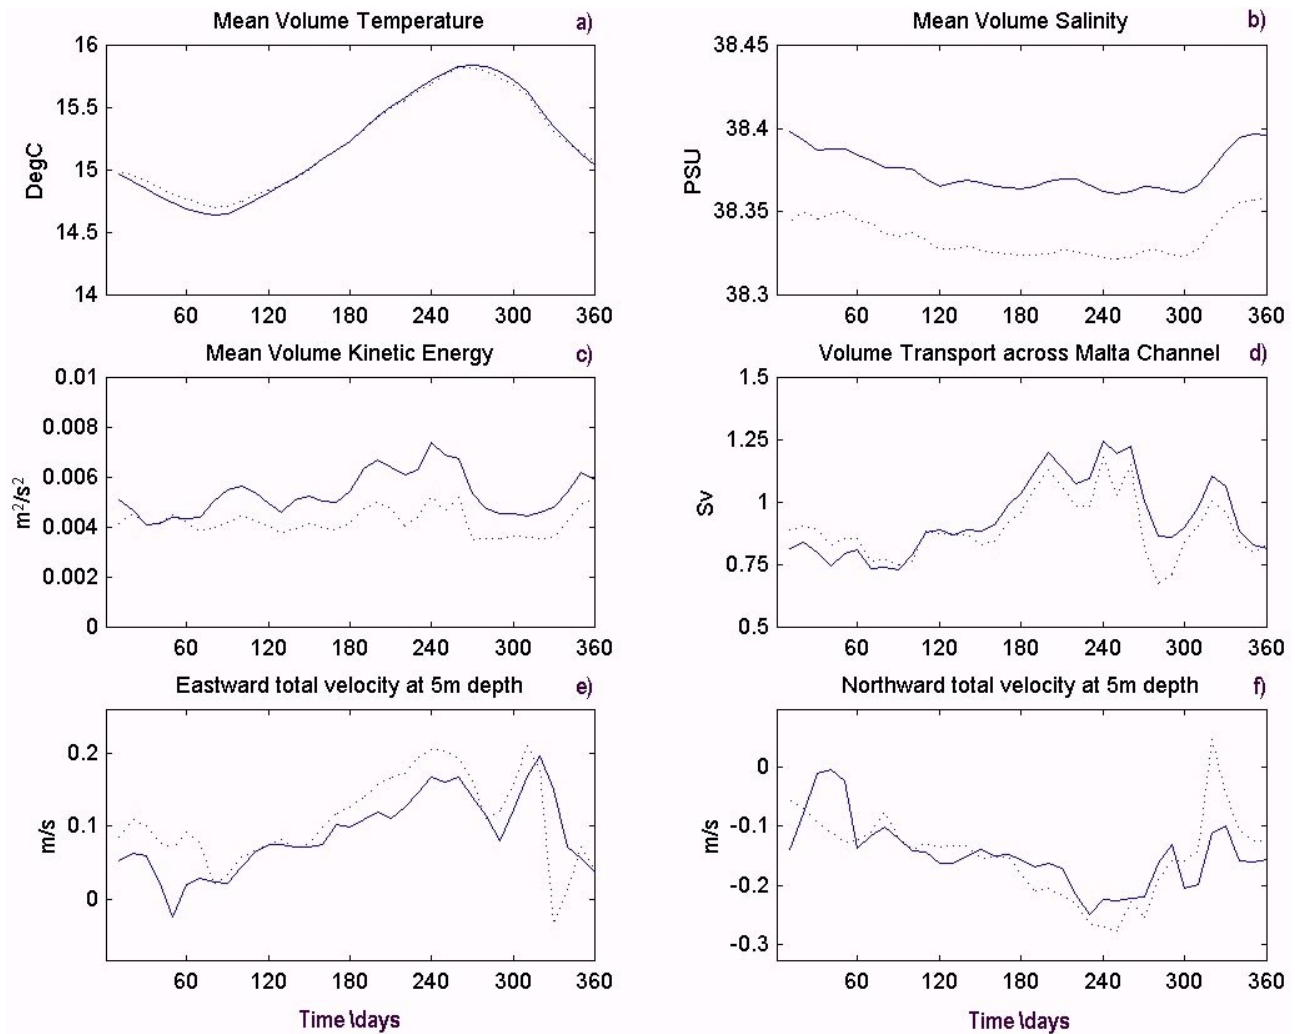 Mean Volume Temperature a)
16
15.5
15
14.5
14
DegC
60 120 180 240 300 360
Mean Volume Salinity b)
38.45
38.4
38.35
38.3
PSU
60 120 180 240 300 360
Mean Volume Kinetic Energy c)
0.01
0.008
0.006
0.004
0.002
0
m²/s²
60 120 180 240 300 360
Volume Transport across Malta Channel d)
1.5
1.25
1
0.75
0.5
Sv
60 120 180 240 300 360
Eastward total velocity at 5m depth e)
0.2
0.1
0
m/s
60 120 180 240 300 360
Time \days
Northward total velocity at 5m depth f)
0
-0.1
-0.2
-0.3
m/s
60 120 180 240 300 360
Time \days